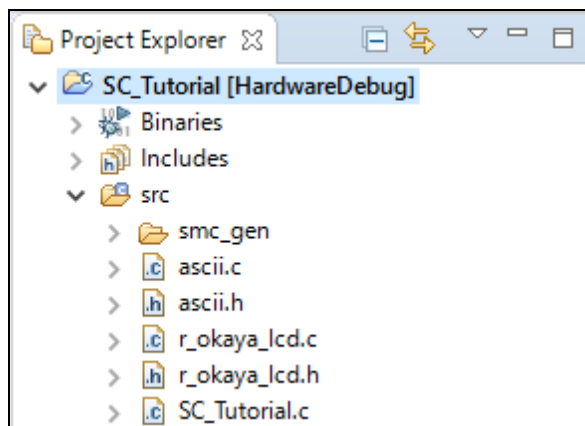 Project Explorer
SC_Tutorial [HardwareDebug]
Binaries
Includes
src
smc_gen
ascii.c
ascii.h
r_okaya_lcd.c
r_okaya_lcd.h
SC_Tutorial.c